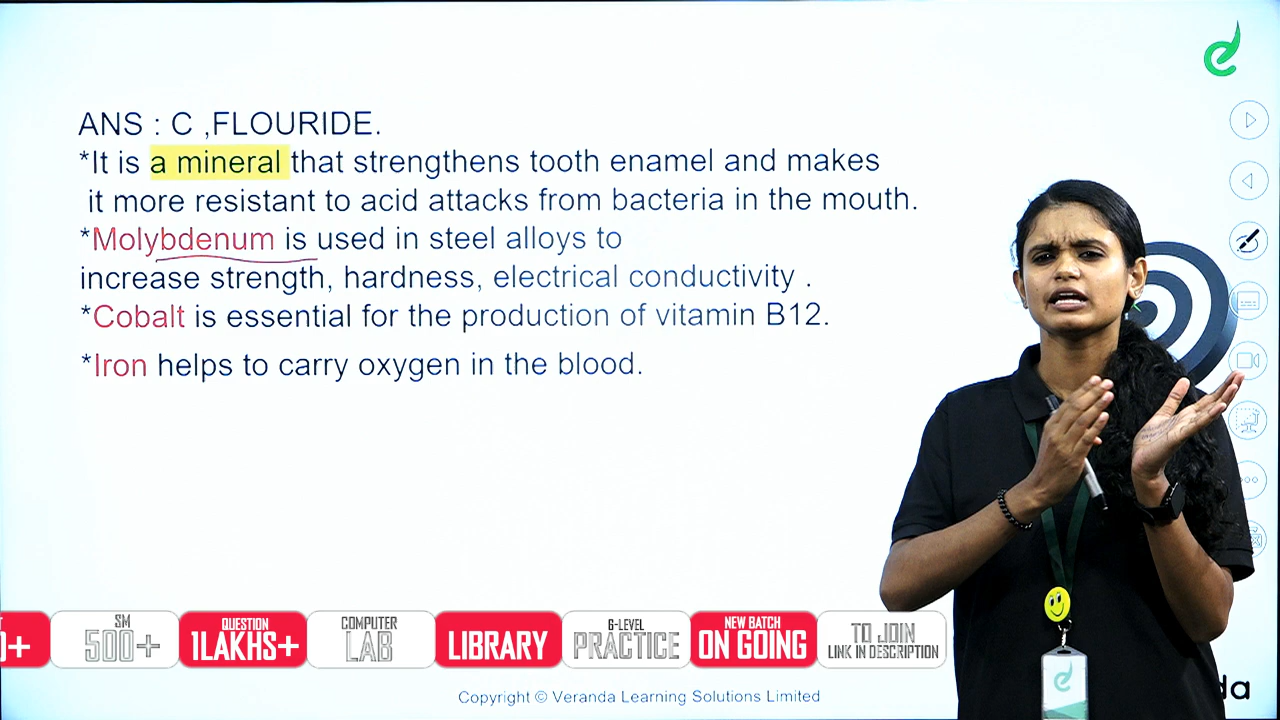 ANS : C ,FLOURIDE.
*It is a mineral that strengthens tooth enamel and makes
it more resistant to acid attacks from bacteria in the mouth.
*Molybdenum is used in steel alloys to
increase strength, hardness, electrical conductivity .
*Cobalt is essential for the production of vitamin B12.
*Iron helps to carry oxygen in the blood.
SM
500+
QUESTION
1LAKHS+
COMPUTER
LAB
LIBRARY
6-LEVEL
PRACTICE
NEW BATCH
ON GOING
TO JOIN
LINK IN DESCRIPTION
Copyright © Veranda Learning Solutions Limited